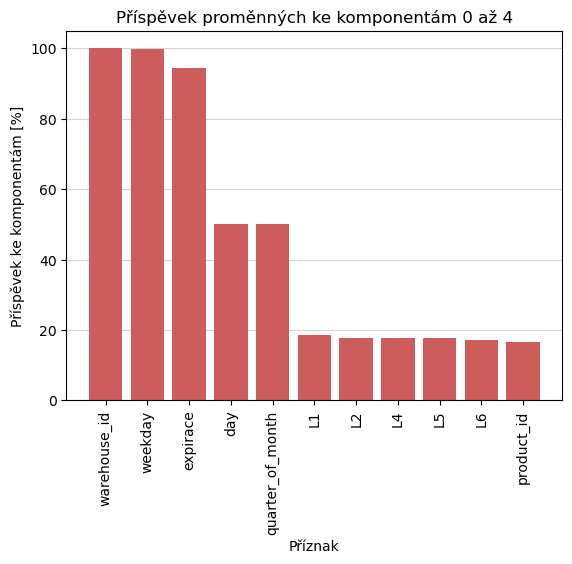 Příspěvek proměnných ke komponentám 0 až 4
Příspěvek ke komponentám [%]
100
80
60
40
20
0
warehouse_id
weekday
expirace
day
quarter_of_month
L1
L2
L4
L5
L6
product_id
Příznak